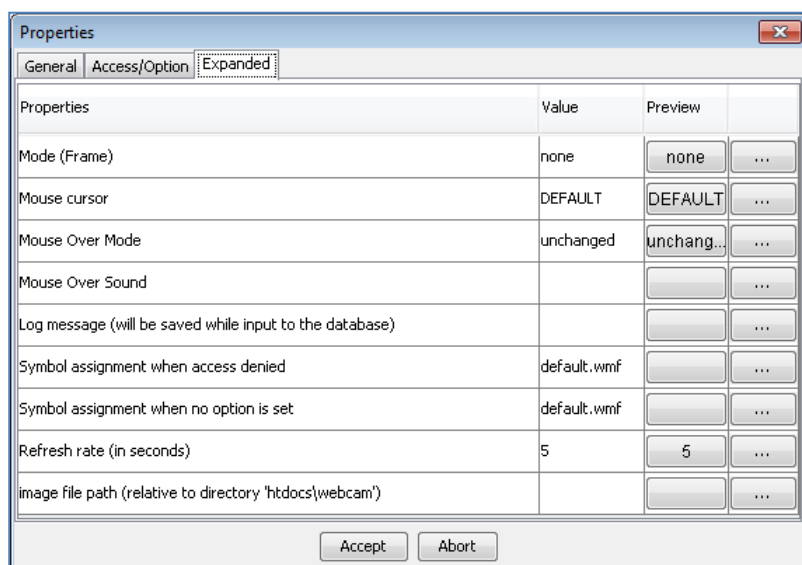 Properties
General Access/Option Expanded
Properties Value Preview
Mode (Frame) none none ...
Mouse cursor DEFAULT DEFAULT ...
Mouse Over Mode unchanged unchang... ...
Mouse Over Sound ...
Log message (will be saved while input to the database) ...
Symbol assignment when access denied default.wmf ...
Symbol assignment when no option is set default.wmf ...
Refresh rate (in seconds) 5 5 ...
image file path (relative to directory 'htdocs\webcam') ...
Accept Abort